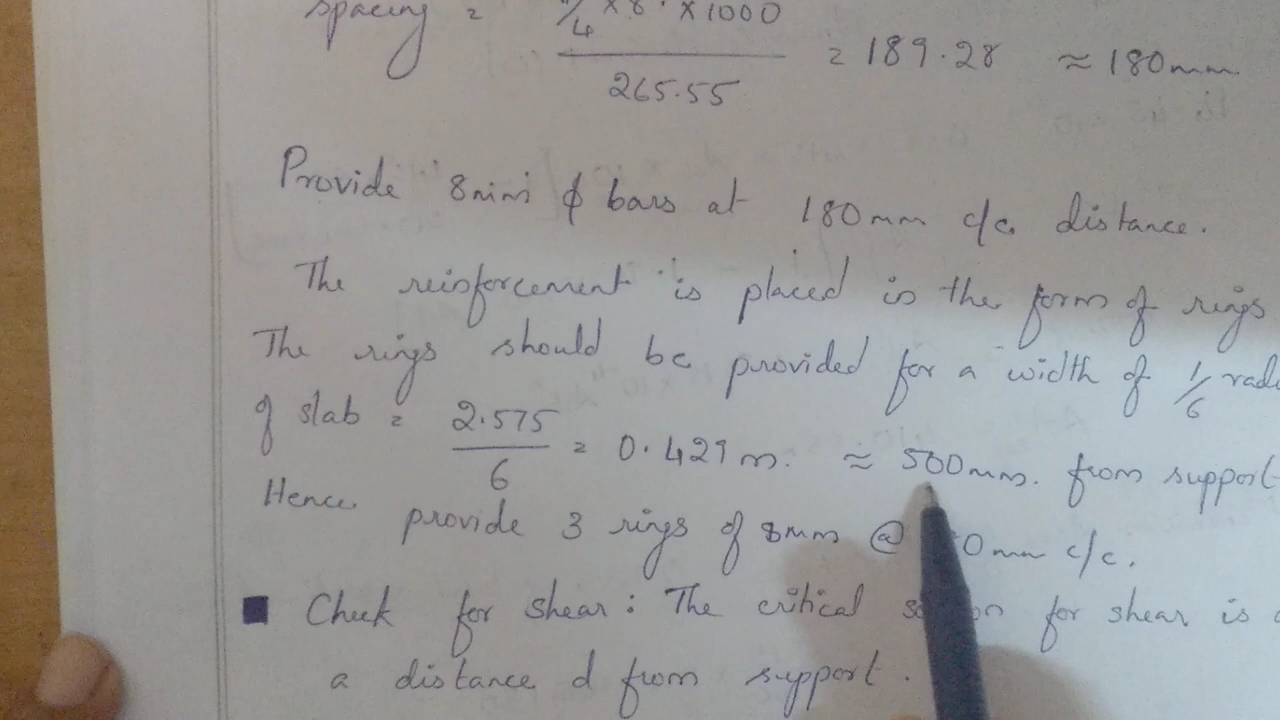 spacing = π/4 × 8² × 1000 / 265.55 = 189.28 ≈ 180mm
Provide 8mm ϕ bars at 180mm c/c distance.
The reinforcement is placed in the form of rings
The rings should be provided for a width of 1/6
of slab = 2.575 / 6 = 0.429 m. ≈ 500mm. from support
Hence provide 3 rings of 8mm @ c/c.
■ Check for shear : The critical for shear is
a distance d from support.